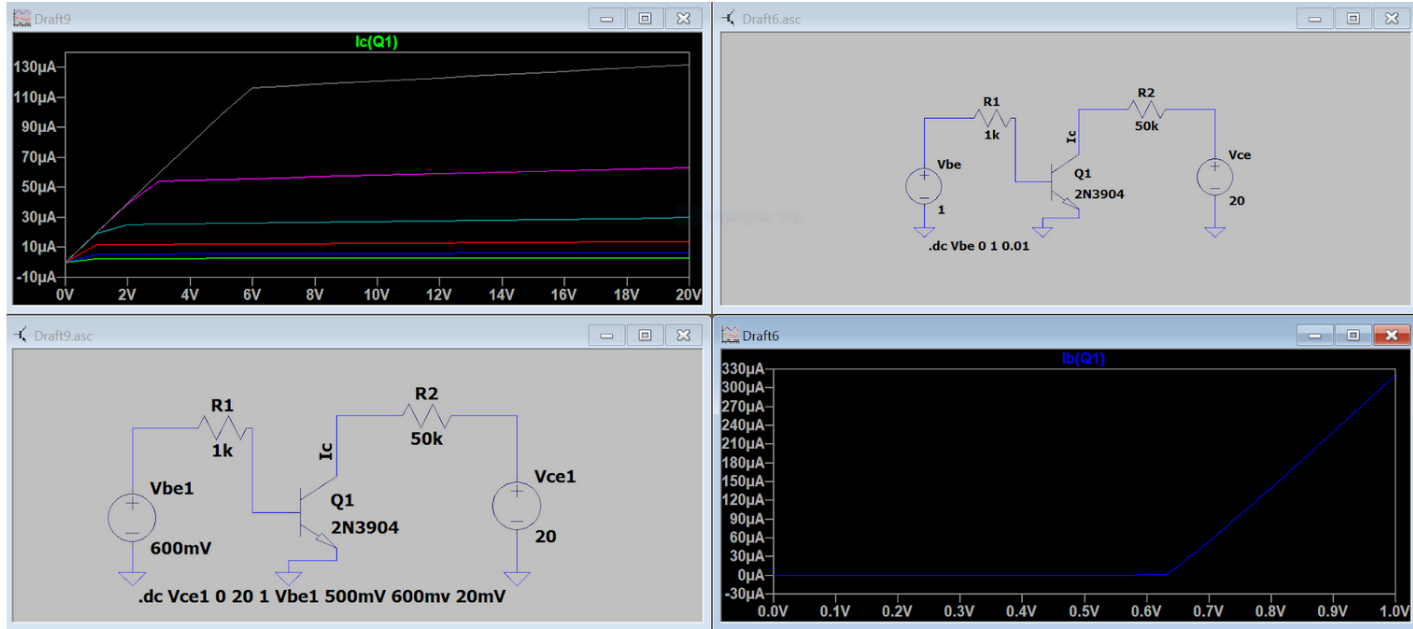 Draft9
Ic(Q1)
130µA
110µA
90µA
70µA
50µA
30µA
10µA
-10µA
0V 2V 4V 6V 8V 10V 12V 14V 16V 18V 20V
Draft6.asc
R1
1k
R2
50k
Ic
Vbe
1
Q1
2N3904
Vce
20
.dc Vbe 0 1 0.01
Rectangular Snip
Draft9.asc
R1
1k
R2
50k
Ic
Vbe1
600mV
Q1
2N3904
Vce1
20
.dc Vce1 0 20 1 Vbe1 500mV 600mv 20mV
Draft6
Ib(Q1)
330µA
300µA
270µA
240µA
210µA
180µA
150µA
120µA
90µA
60µA
30µA
0µA
-30µA
0.0V 0.1V 0.2V 0.3V 0.4V 0.5V 0.6V 0.7V 0.8V 0.9V 1.0V